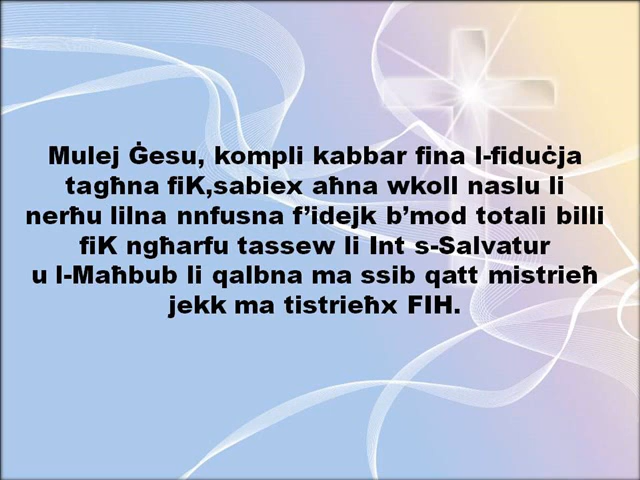 Mulej Ġesu, kompli kabbar fina l-fiduċja
tagħna fiK,sabiex aħna wkoll naslu li
nerħu lilna nnfusna f'idejk b'mod totali billi
fiK ngħarfu tassew li Int s-Salvatur
u l-Maħbub li qalbna ma ssib qatt mistrieħ
jekk ma tistrieħx FIH.